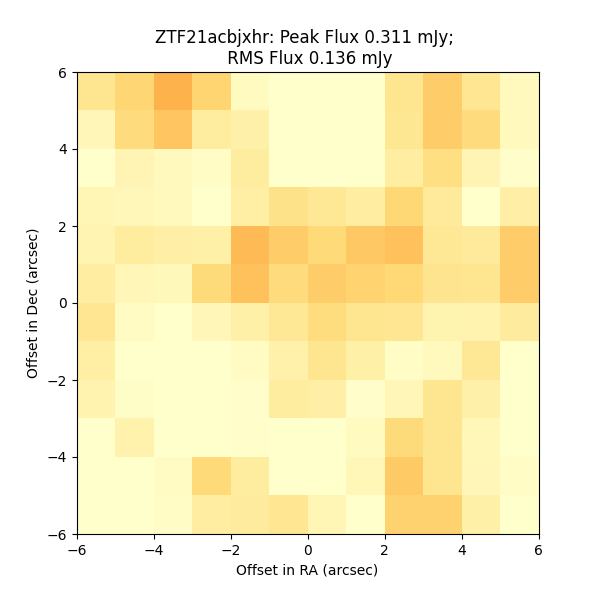 ZTF21acbjxhr: Peak Flux 0.311 mJy;
RMS Flux 0.136 mJy
6
4
2
0
−2
−4
−6
Offset in Dec (arcsec)
−6 −4 −2 0 2 4 6
Offset in RA (arcsec)